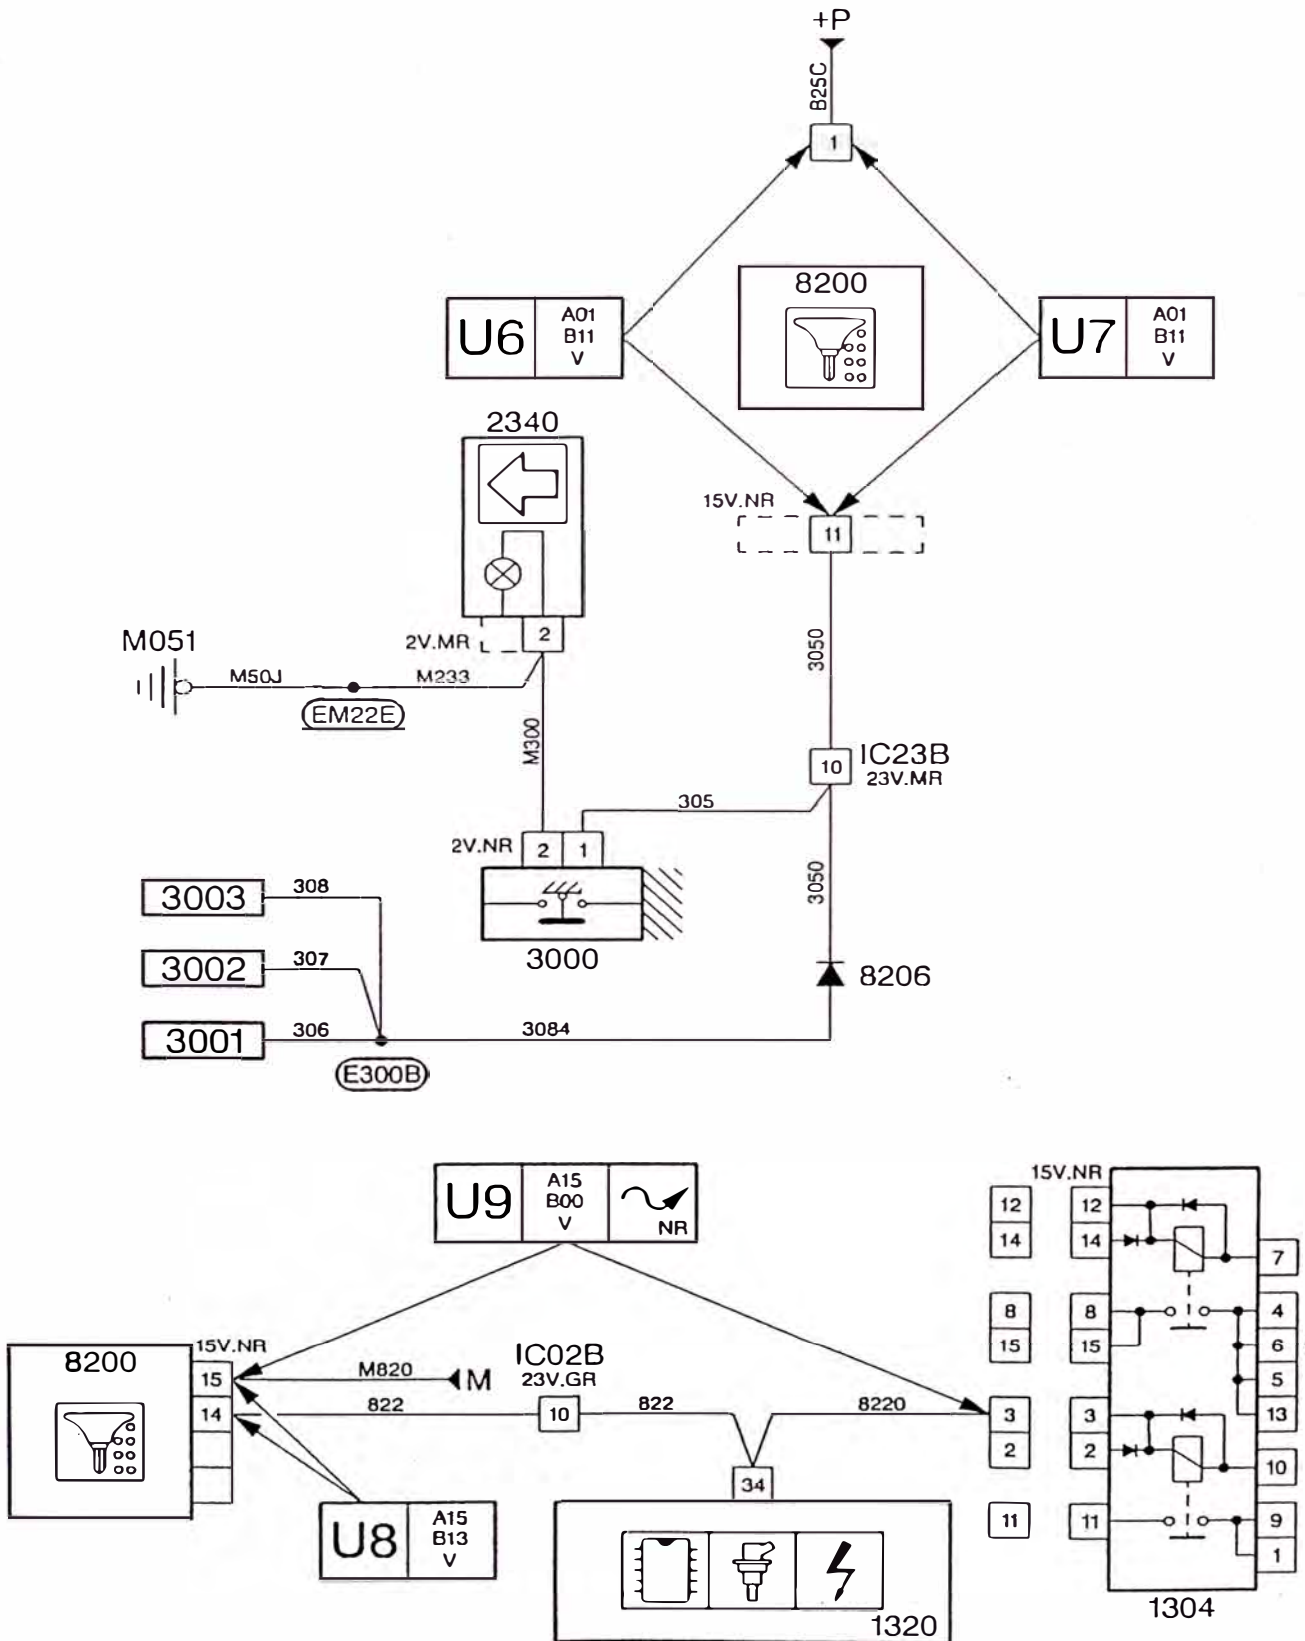 +P
B25C
1
8200
U6
A01
B11
V
U7
A01
B11
V
2340
15V.NR
11
2V.MR
2
M051
M50J
M233
EM22E
M300
3050
10
IC23B
23V.MR
305
2V.NR
2
1
3050
3003
308
3000
3002
307
8206
3001
306
3084
E300B
U9
A15
B00
V
NR
15V.NR
12
12
14
14
7
8
8
4
15
15
6
5
3
3
13
2
2
10
11
11
9
1
1304
8200
15V.NR
15
M820
M
IC02B
23V.GR
14
822
10
822
8220
34
U8
A15
B13
V
1320